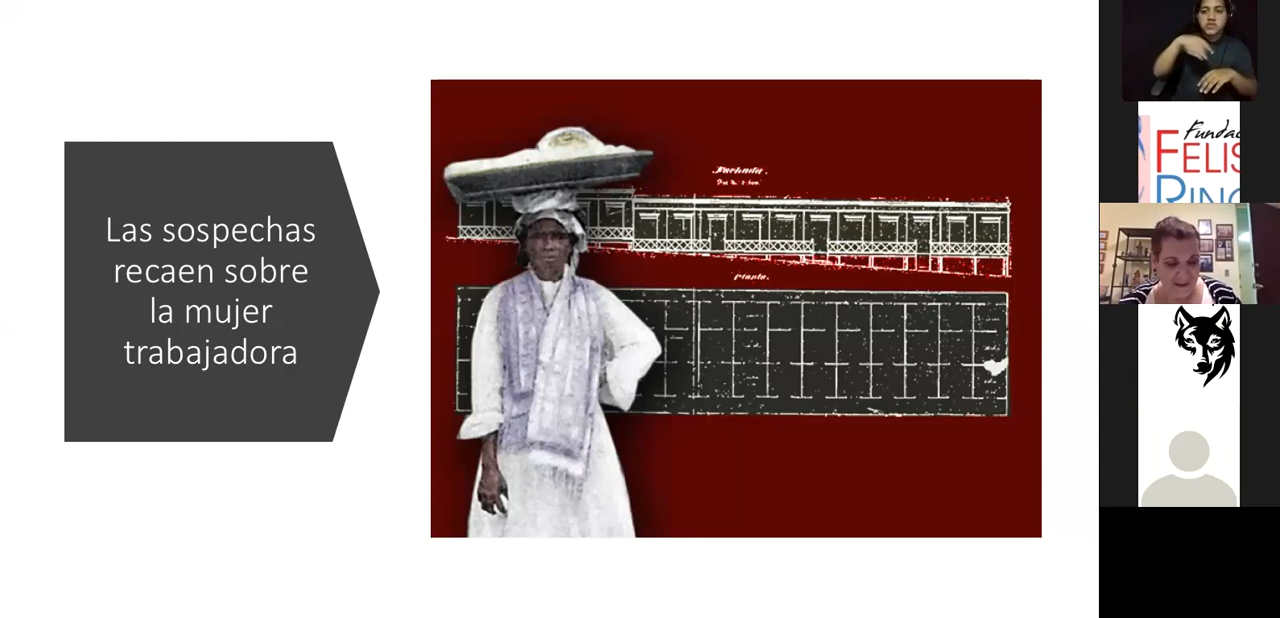 Las sospechas
recaen sobre
la mujer
trabajadora
Fachada.
Planta.
Fundac
FELIS
RINC